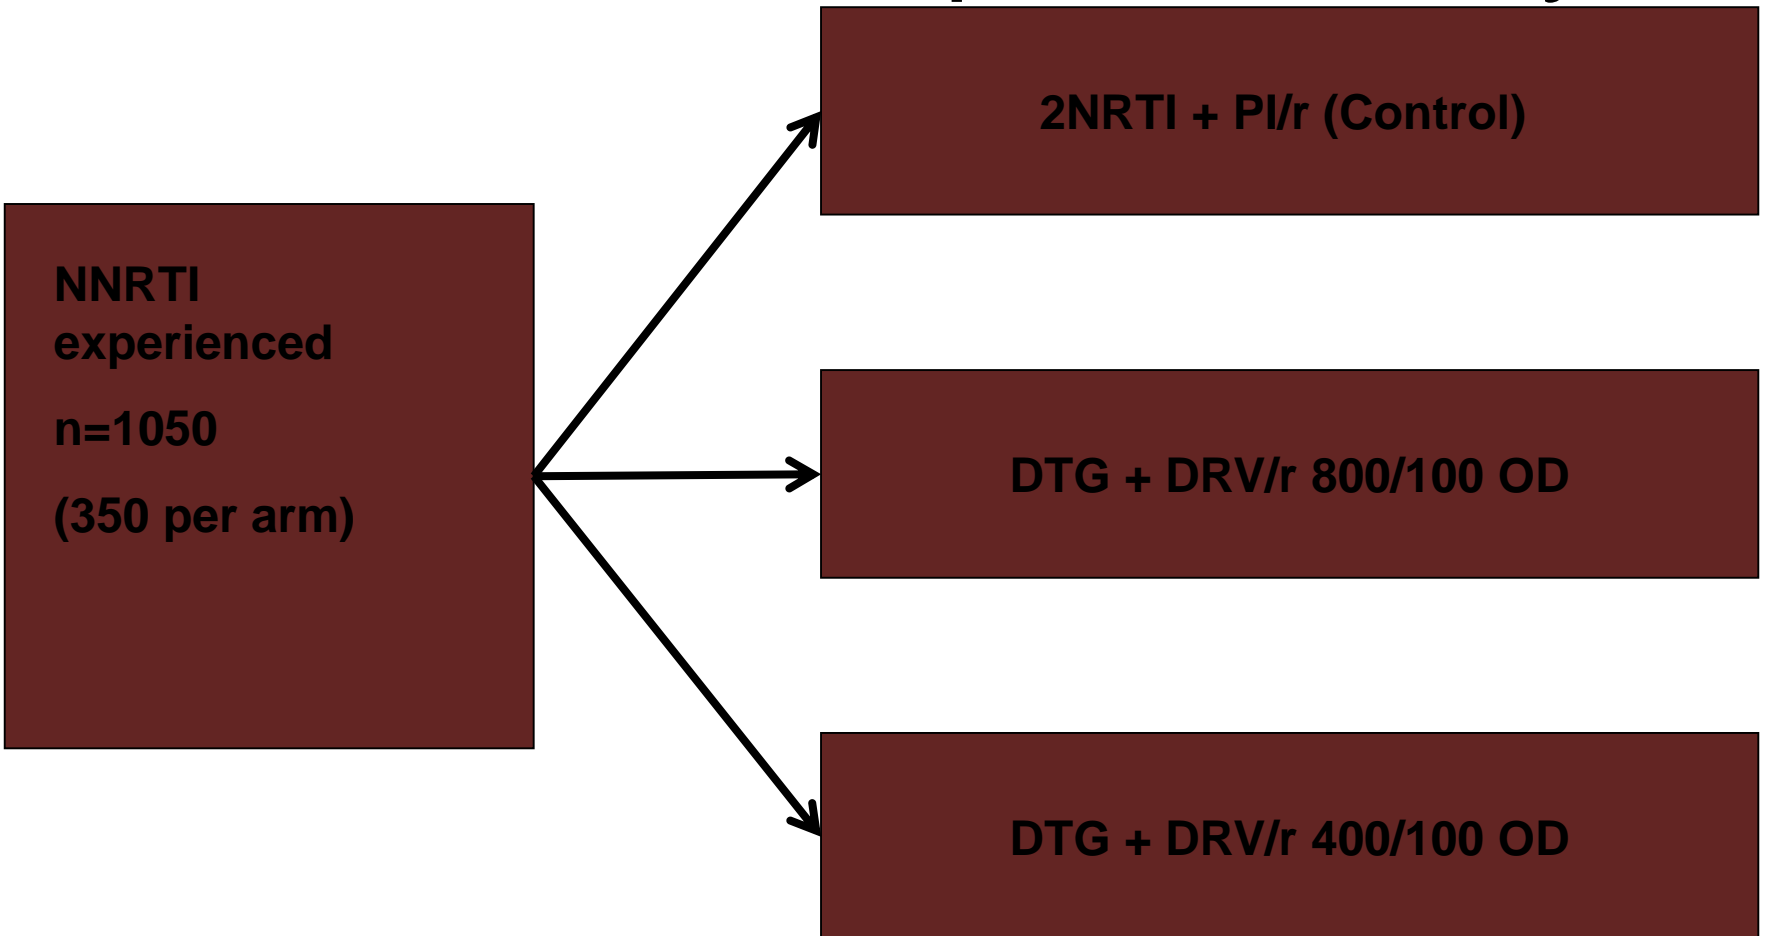 2NRTI + PI/r (Control)
NNRTI
experienced
n=1050
(350 per arm)
DTG + DRV/r 800/100 OD
DTG + DRV/r 400/100 OD